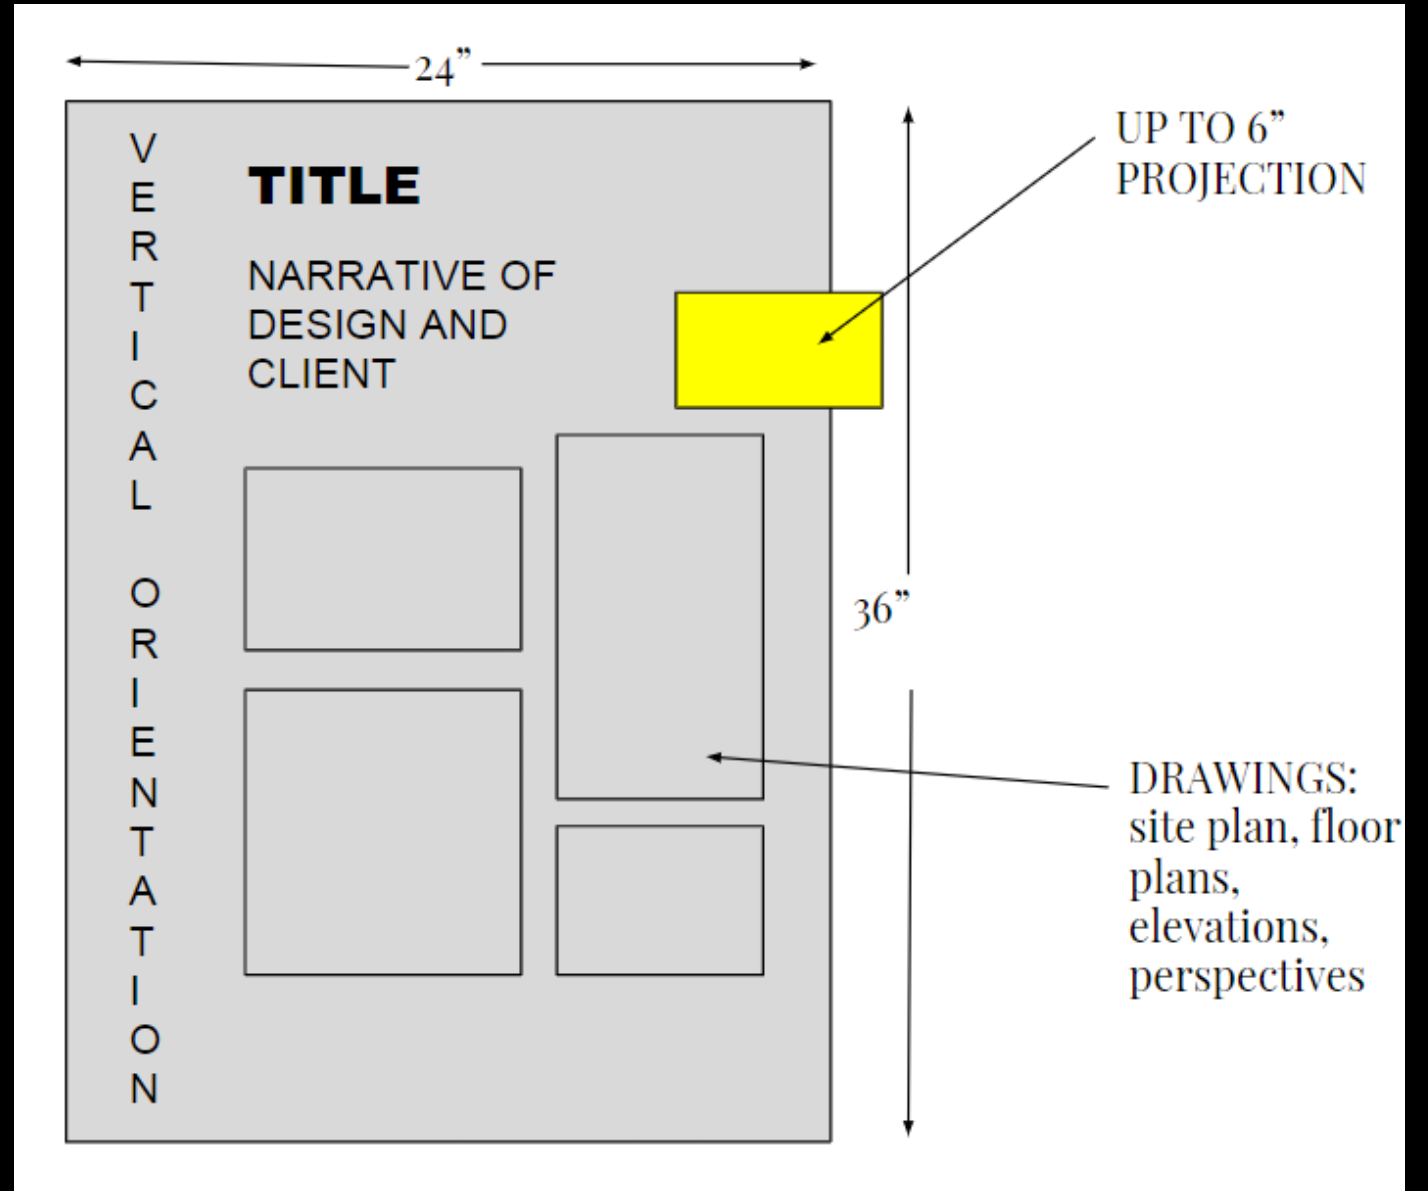 24”
VERTICAL ORIENTATION
TITLE
NARRATIVE OF
DESIGN AND
CLIENT
UP TO 6”
PROJECTION
36”
DRAWINGS:
site plan, floor
plans,
elevations,
perspectives